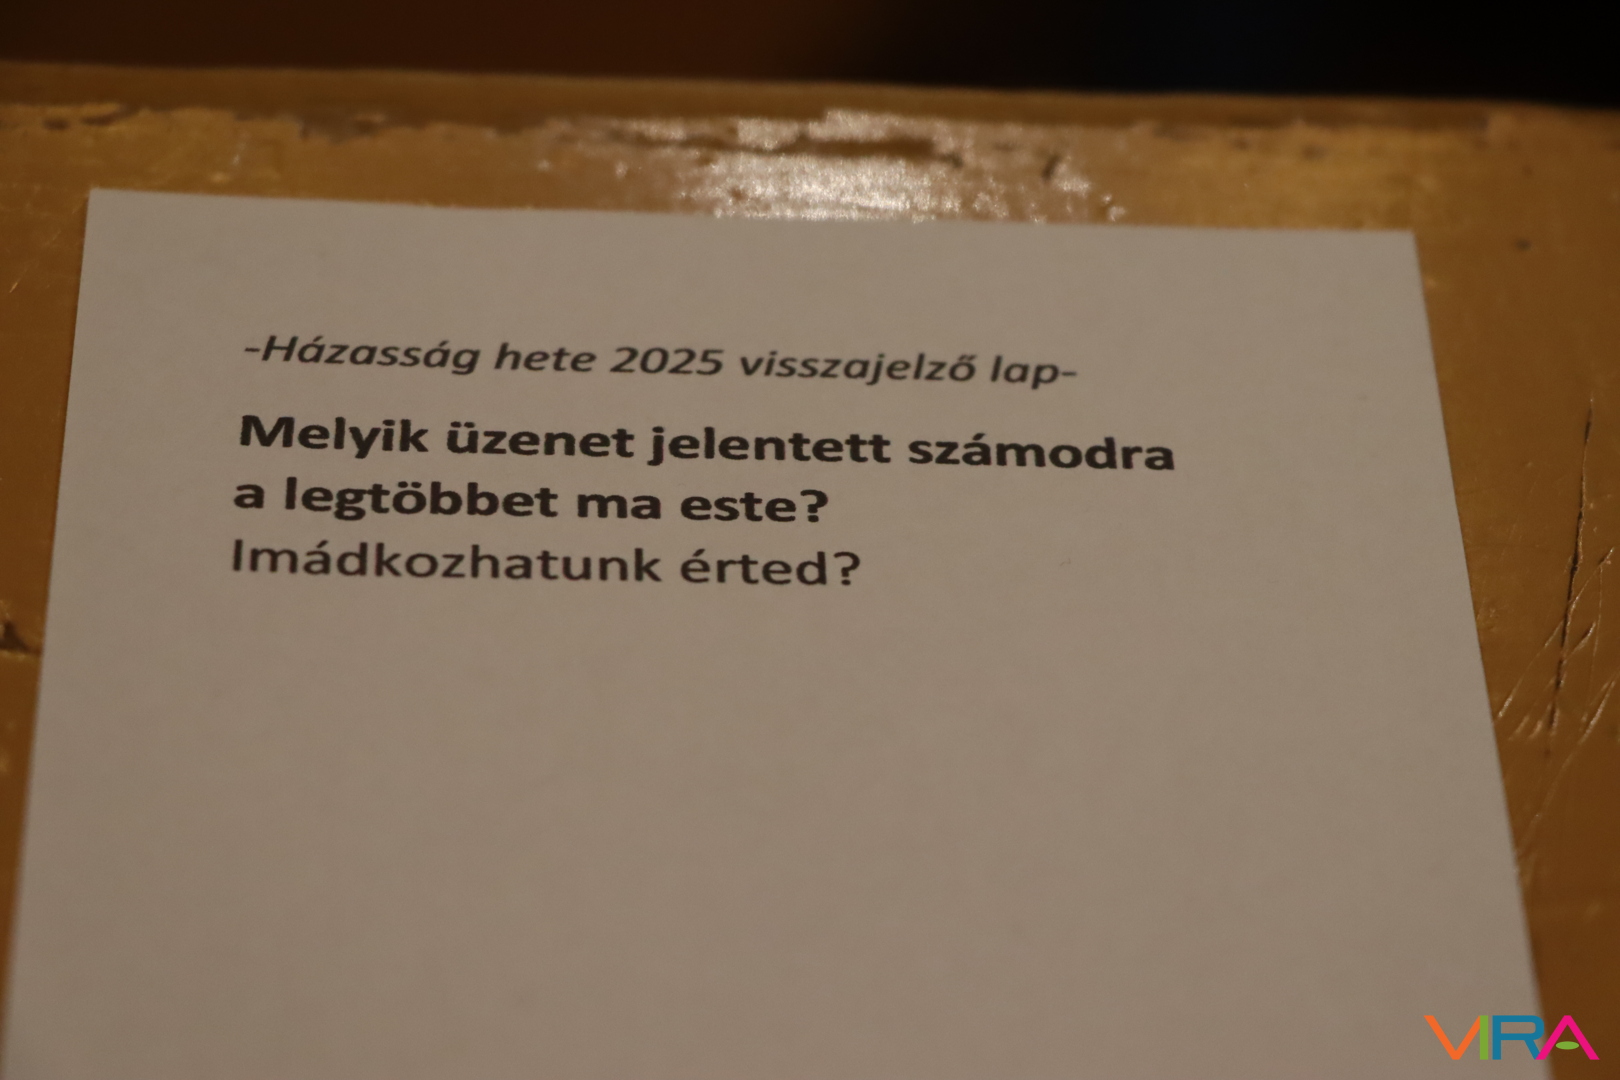 -Házasság hete 2025 visszajelző lap-
Melyik üzenet jelentett számodra
a legtöbbet ma este?
Imádkozhatunk érted?
VIRA